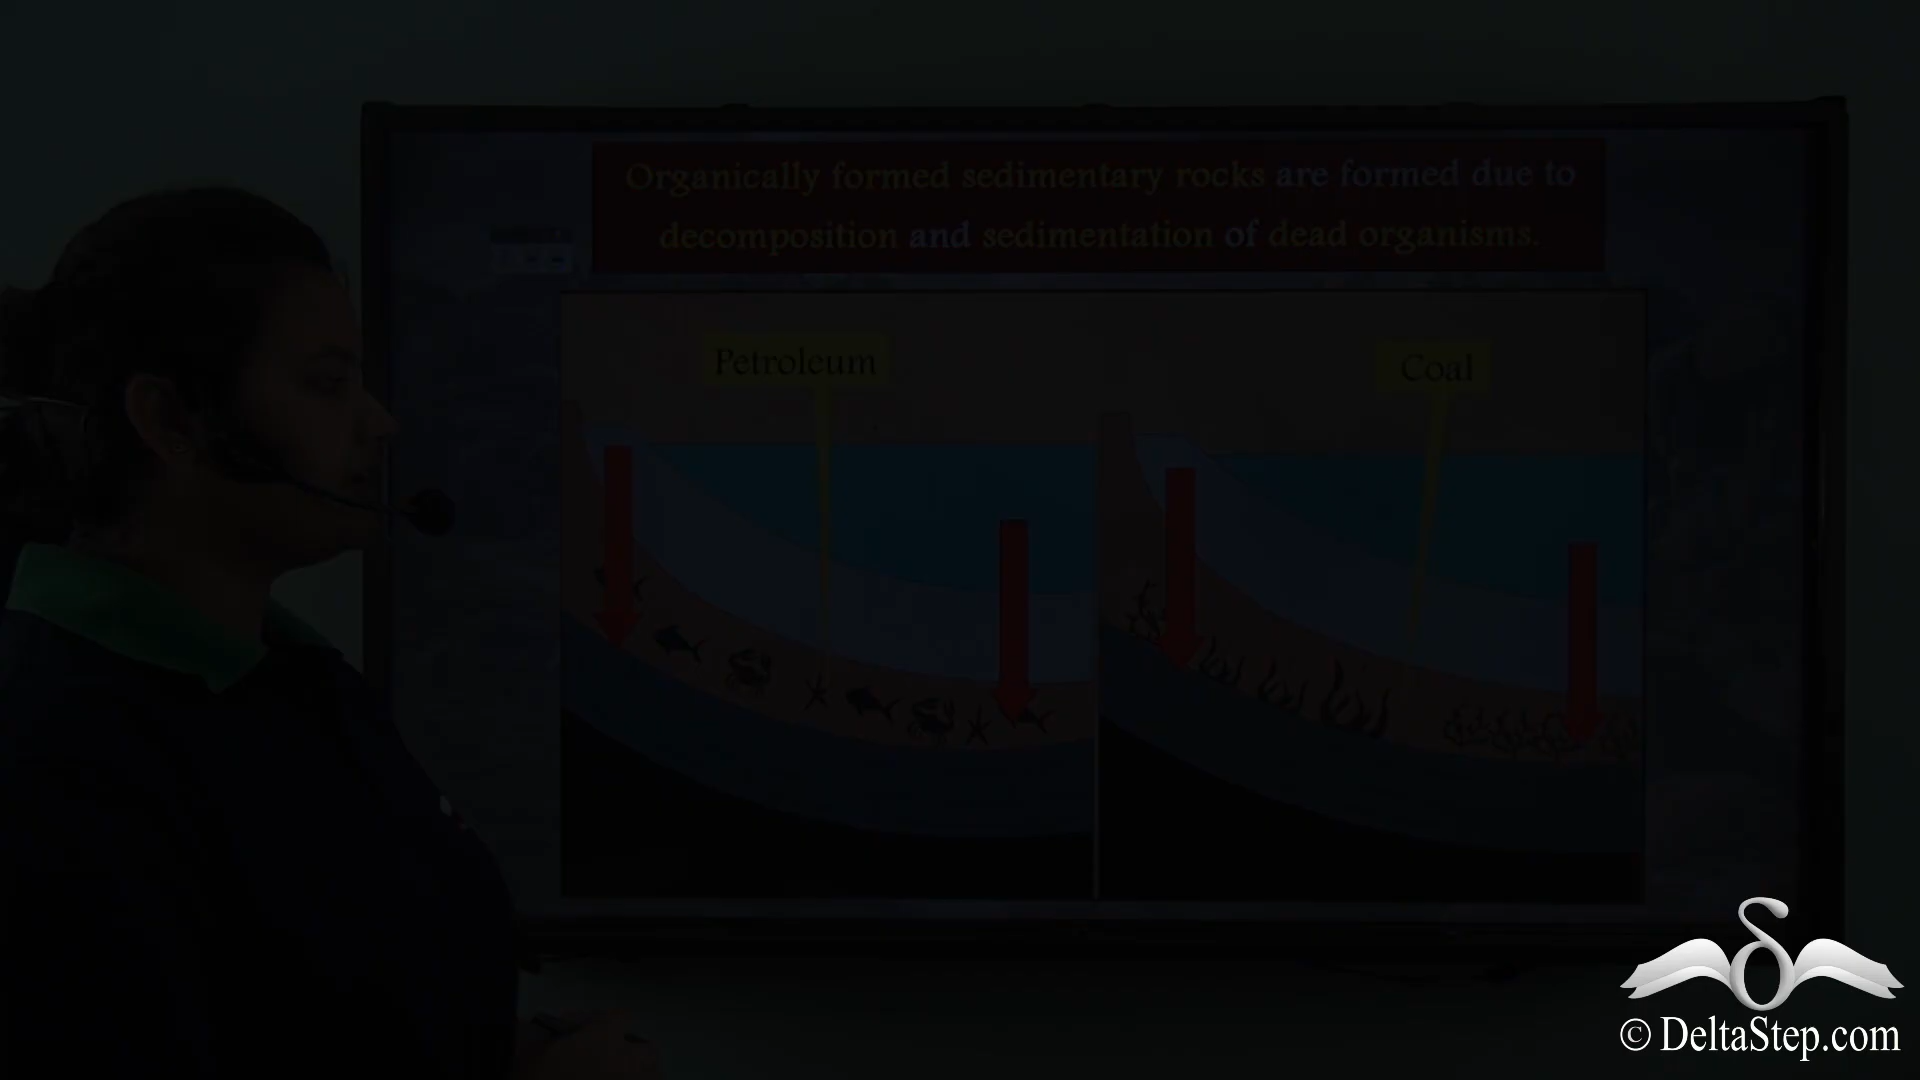 Organically formed sedimentary rocks are formed due to
decomposition and sedimentation of dead organisms.
Petroleum
Coal
© DeltaStep.com